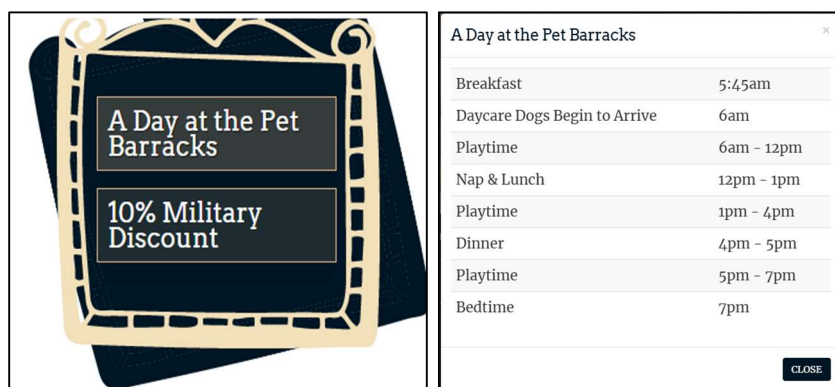 A Day at the Pet
Barracks
10% Military
Discount
A Day at the Pet Barracks ×
Breakfast 5:45am
Daycare Dogs Begin to Arrive 6am
Playtime 6am - 12pm
Nap & Lunch 12pm - 1pm
Playtime 1pm - 4pm
Dinner 4pm - 5pm
Playtime 5pm - 7pm
Bedtime 7pm
CLOSE